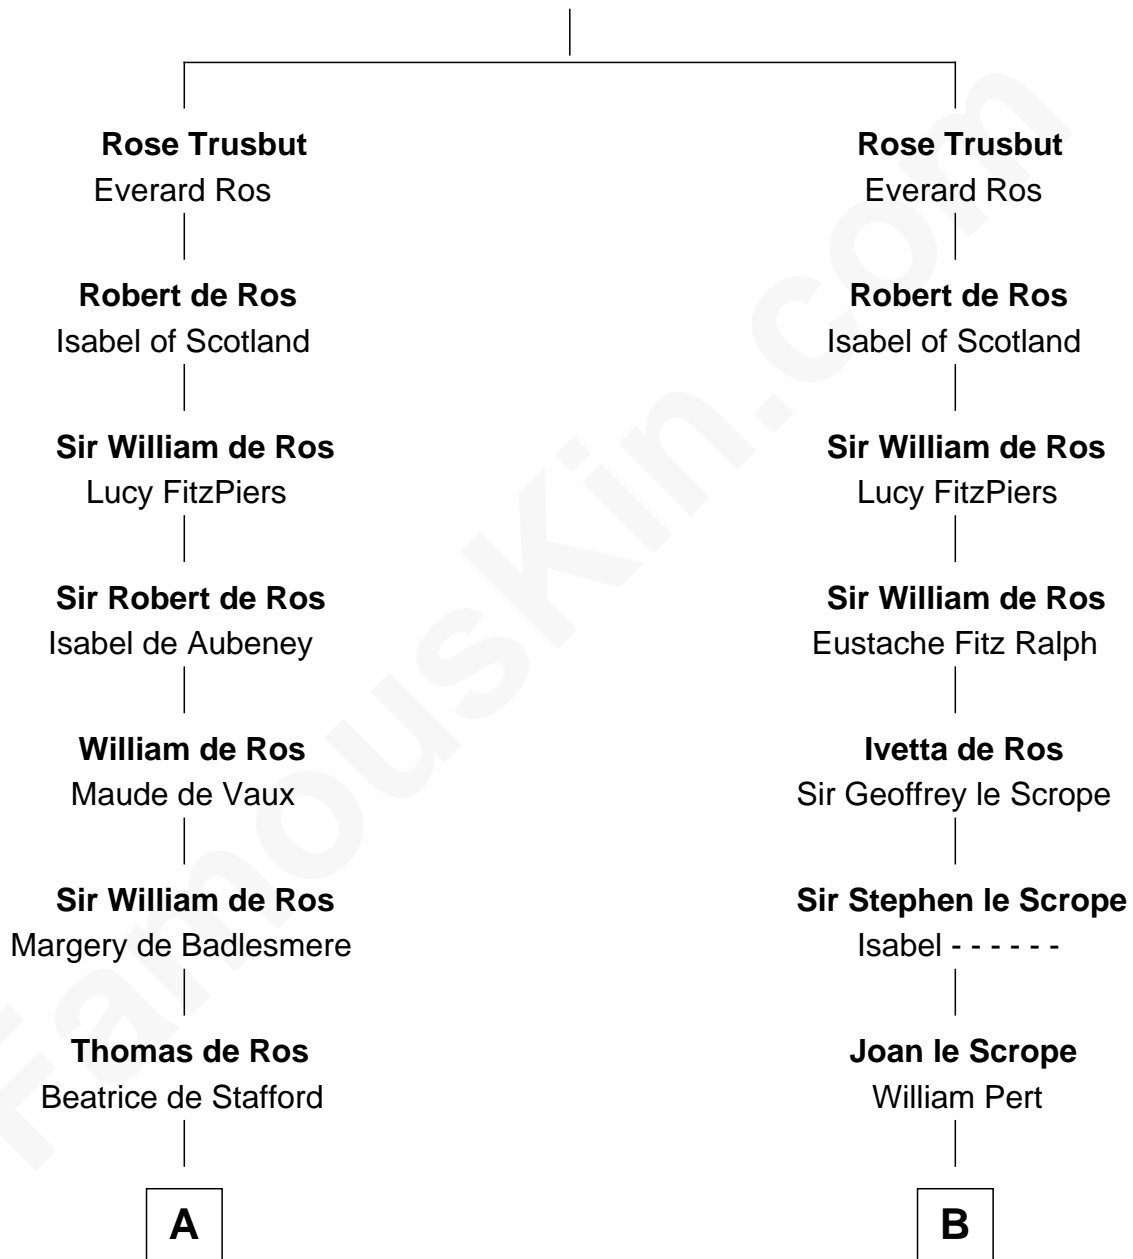 Rose Trusbut
Everard Ros
Robert de Ros
Isabel of Scotland
Sir William de Ros
Lucy FitzPiers
Sir Robert de Ros
Isabel de Aubeney
William de Ros
Maude de Vaux
Sir William de Ros
Margery de Badlesmere
Thomas de Ros
Beatrice de Stafford
A
Rose Trusbut
Everard Ros
Robert de Ros
Isabel of Scotland
Sir William de Ros
Lucy FitzPiers
Sir William de Ros
Eustache Fitz Ralph
Ivetta de Ros
Sir Geoffrey le Scrope
Sir Stephen le Scrope
Isabel - - - - - -
Joan le Scrope
William Pert
B
FamousKin.com